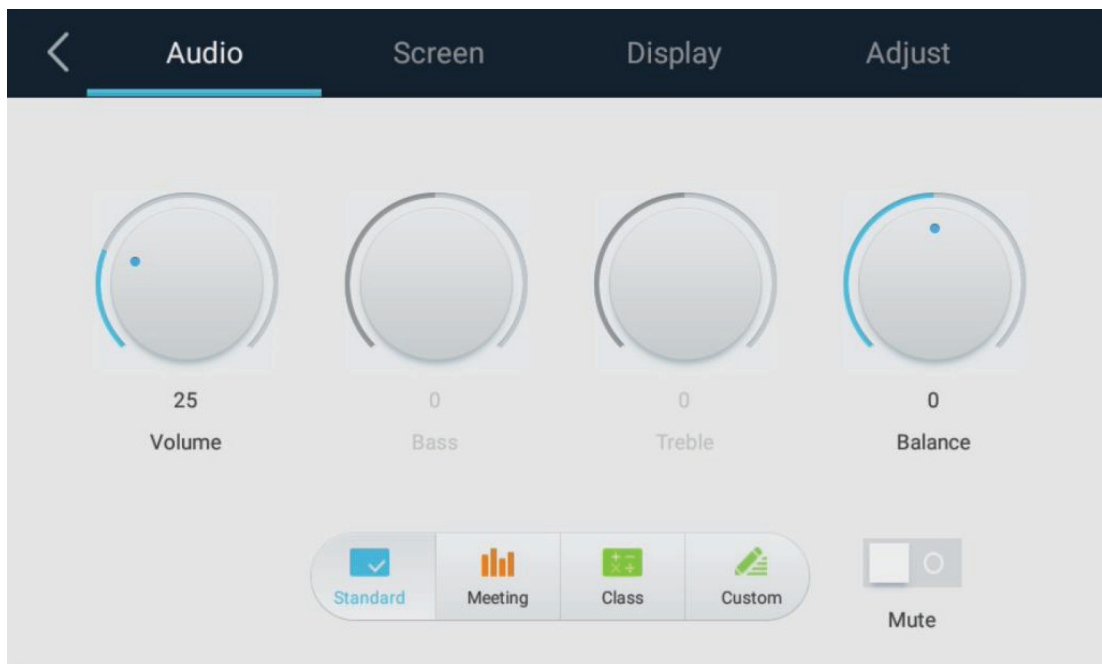 Audio Screen Display Adjust
25 0 0 0
Volume Bass Treble Balance
Standard Meeting Class Custom
Mute